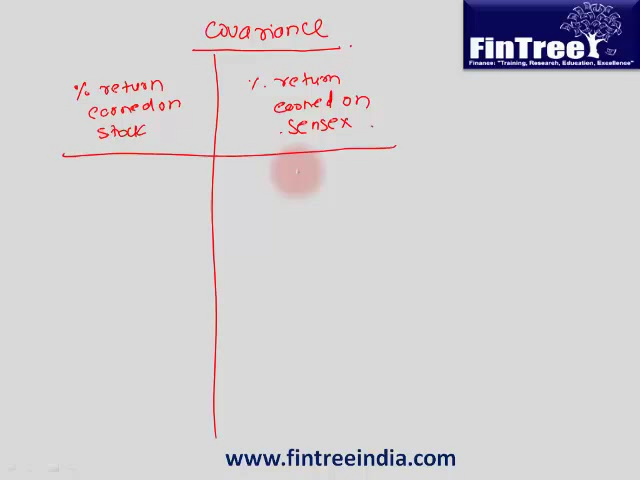 covariance
% return
earned on
stock
% return
earned on
sensex
FinTree
Finance: "Training, Research, Education, Excellence"
www.fintreeindia.com